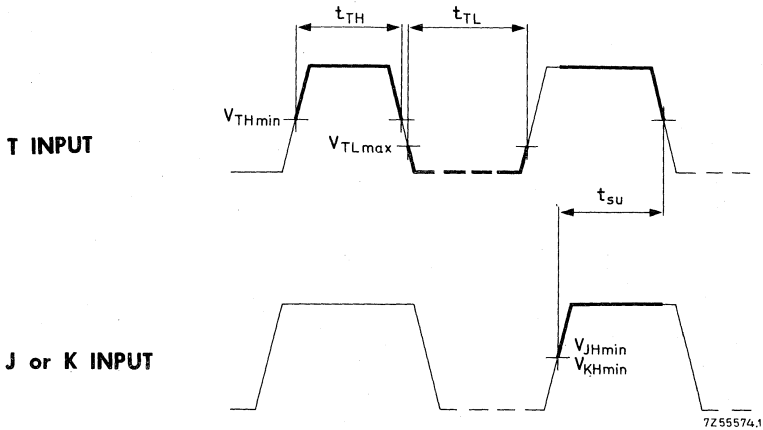 tTH
tTL
VTHmin
VTLmax
T INPUT
tsu
VJHmin
VKHmin
J or K INPUT
7Z55574.1